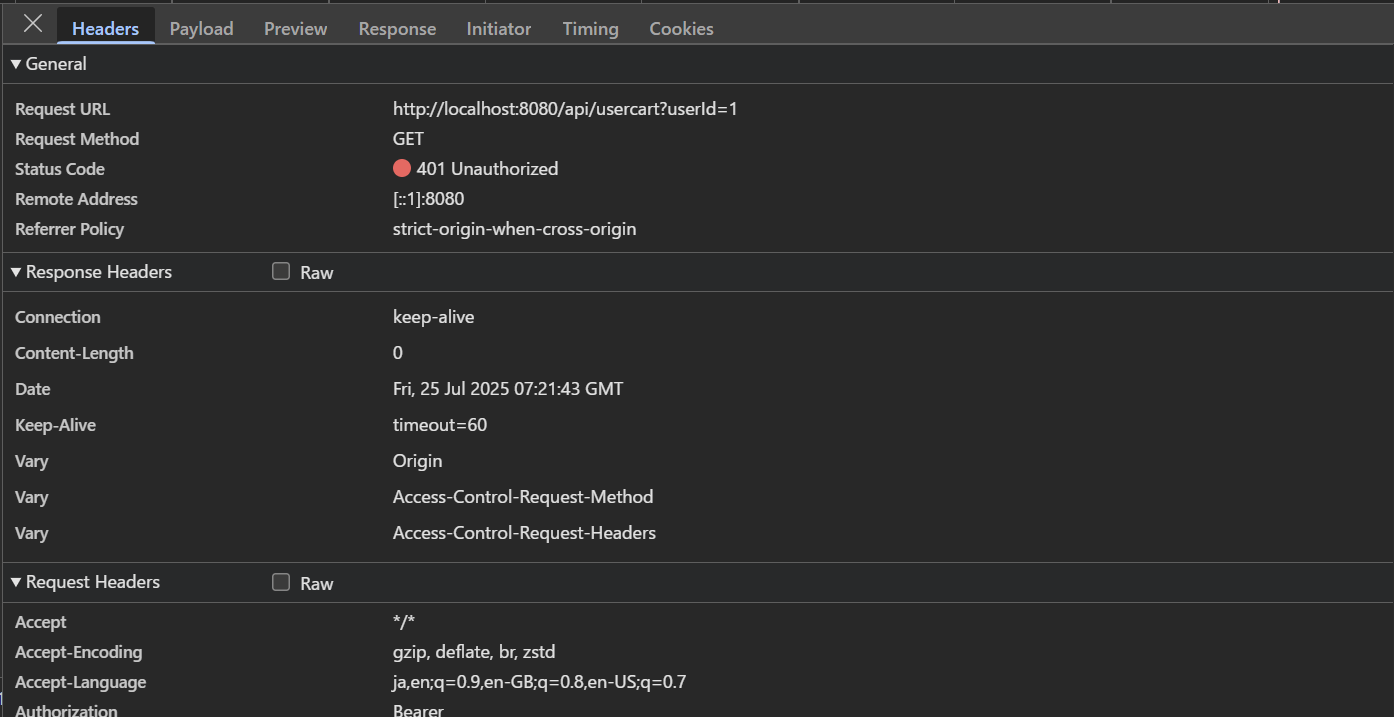 Headers Payload Preview Response Initiator Timing Cookies
General
Request URL http://localhost:8080/api/usercart?userId=1
Request Method GET
Status Code 401 Unauthorized
Remote Address [::1]:8080
Referrer Policy strict-origin-when-cross-origin
Response Headers Raw
Connection keep-alive
Content-Length 0
Date Fri, 25 Jul 2025 07:21:43 GMT
Keep-Alive timeout=60
Vary Origin
Vary Access-Control-Request-Method
Vary Access-Control-Request-Headers
Request Headers Raw
Accept */*
Accept-Encoding gzip, deflate, br, zstd
Accept-Language ja,en;q=0.9,en-GB;q=0.8,en-US;q=0.7
Authorization Bearer